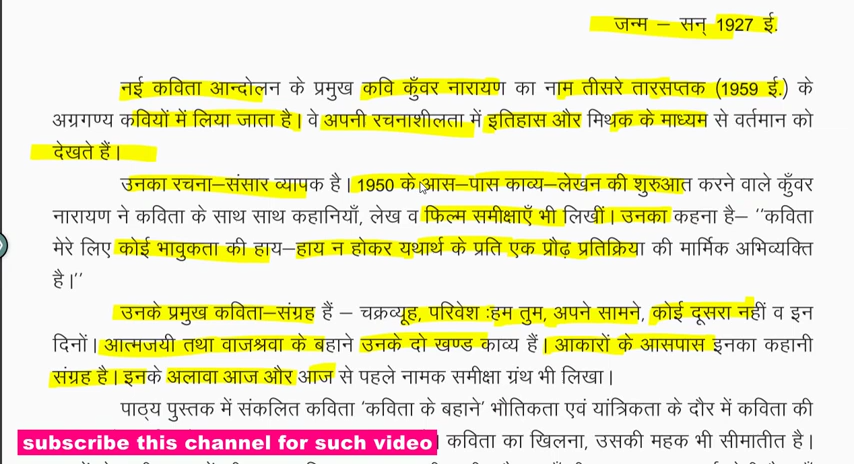 जन्म – सन् 1927 ई.
नई कविता आन्दोलन के प्रमुख कवि कुँवर नारायण का नाम तीसरे तारसप्तक (1959 ई.) के
अग्रगण्य कवियों में लिया जाता है। वे अपनी रचनाशीलता में इतिहास और मिथक के माध्यम से वर्तमान को
देखते हैं।
उनका रचना–संसार व्यापक है। 1950 के आस–पास काव्य–लेखन की शुरुआत करने वाले कुँवर
नारायण ने कविता के साथ साथ कहानियाँ, लेख व फिल्म समीक्षाएँ भी लिखीं। उनका कहना है– ''कविता
मेरे लिए कोई भावुकता की हाय–हाय न होकर यथार्थ के प्रति एक प्रौढ़ प्रतिक्रिया की मार्मिक अभिव्यक्ति
है।''
उनके प्रमुख कविता–संग्रह हैं – चक्रव्यूह, परिवेश :हम तुम, अपने सामने, कोई दूसरा नहीं व इन
दिनों। आत्मजयी तथा वाजश्रवा के बहाने उनके दो खण्ड काव्य हैं। आकारों के आसपास इनका कहानी
संग्रह है। इनके अलावा आज और आज से पहले नामक समीक्षा ग्रंथ भी लिखा।
पाठ्य पुस्तक में संकलित कविता 'कविता के बहाने' भौतिकता एवं यांत्रिकता के दौर में कविता की
subscribe this channel for such video कविता का खिलना, उसकी महक भी सीमातीत है।